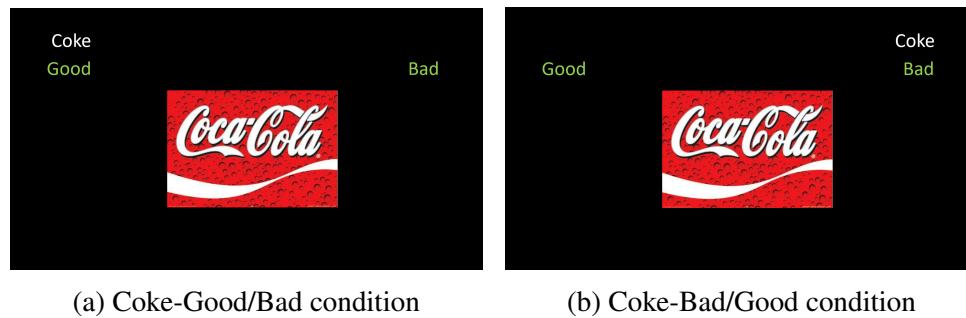 Coke
Good Bad
Coca-Cola
(a) Coke-Good/Bad condition
Coke
Good Bad
Coca-Cola
(b) Coke-Bad/Good condition